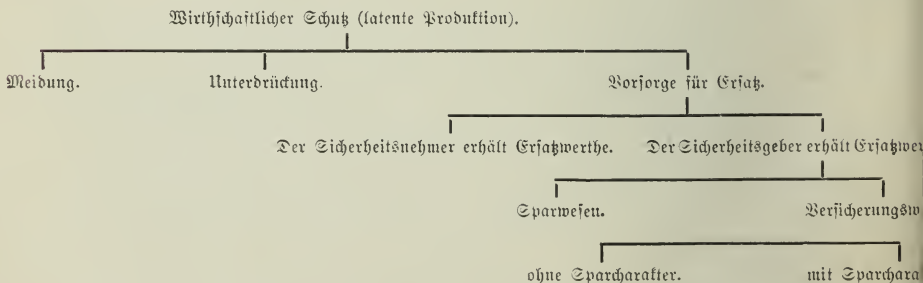 Wirthschaftlicher Schutz (latente Produktion).
Meidung. Unterdrückung. Vorsorge für Ersatz.
Der Sicherheitsnehmer erhält Ersatzwerthe. Der Sicherheitsgeber erhält Ersatzwer
Sparwesen. Versicherungsw
ohne Sparcharakter. mit Sparchara